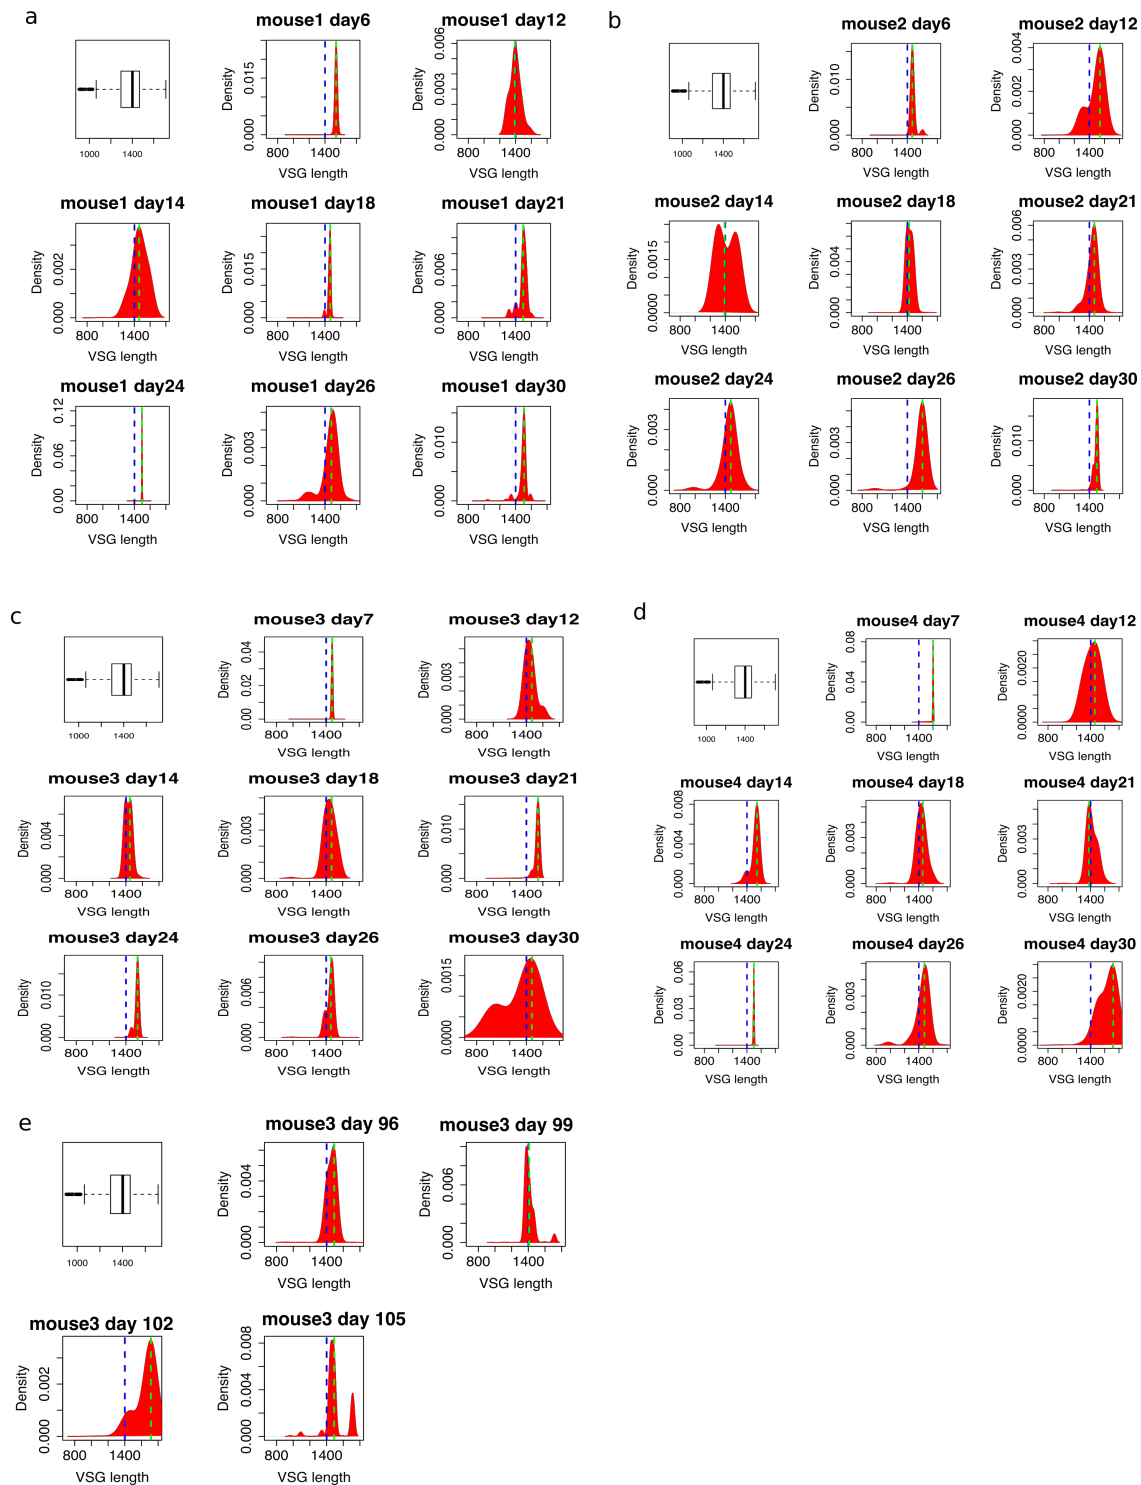 a
1000 1400
mouse1 day6
Density
0.000 0.015
1400
VSG length
mouse1 day12
Density
0.000 0.003 0.006
800 1400
VSG length
mouse1 day14
Density
0.000 0.002
800 1400
VSG length
mouse1 day18
Density
0.000 0.015
800 1400
VSG length
mouse1 day21
Density
0.000 0.006
800 1400
VSG length
mouse1 day24
Density
0.00 0.06 0.12
800 1400
VSG length
mouse1 day26
Density
0.000 0.003
800 1400
VSG length
mouse1 day30
Density
0.000 0.010
800 1400
VSG length
b
1000 1400
mouse2 day6
Density
0.000 0.010
800 1400
VSG length
mouse2 day12
Density
0.000 0.002 0.004
800 1400
VSG length
mouse2 day14
Density
0.0000 0.0015
800 1400
VSG length
mouse2 day18
Density
0.000 0.004
800 1400
VSG length
mouse2 day21
Density
0.000 0.003 0.006
800 1400
VSG length
mouse2 day24
Density
0.000 0.003
800 1400
VSG length
mouse2 day26
Density
0.000 0.003
800 1400
VSG length
mouse2 day30
Density
0.000 0.010
800 1400
VSG length
c
1000 1400
mouse3 day7
Density
0.00 0.02 0.04
800 1400
VSG length
mouse3 day12
Density
0.000 0.003
800 1400
VSG length
mouse3 day14
Density
0.000 0.004
800 1400
VSG length
mouse3 day18
Density
0.000 0.003
800 1400
VSG length
mouse3 day21
Density
0.000 0.010
800 1400
VSG length
mouse3 day24
Density
0.000 0.010
800 1400
VSG length
mouse3 day26
Density
0.000 0.006
800 1400
VSG length
mouse3 day30
Density
0.0000 0.0015
800 1400
VSG length
d
1000 1400
mouse4 day7
Density
0.00 0.04 0.08
800 1400
VSG length
mouse4 day12
Density
0.0000 0.0020
800 1400
VSG length
mouse4 day14
Density
0.000 0.004 0.008
800 1400
VSG length
mouse4 day18
Density
0.000 0.003
800 1400
VSG length
mouse4 day21
Density
0.000 0.003
800 1400
VSG length
mouse4 day24
Density
0.00 0.03 0.06
800 1400
VSG length
mouse4 day26
Density
0.000 0.003
800 1400
VSG length
mouse4 day30
Density
0.0000 0.0020
800 1400
VSG length
e
1000 1400
mouse3 day 96
Density
0.000 0.004
800 1400
VSG length
mouse3 day 99
Density
0.000 0.006
800 1400
VSG length
mouse3 day 102
Density
0.000 0.002
800 1400
VSG length
mouse3 day 105
Density
0.000 0.004 0.008
800 1400
VSG length